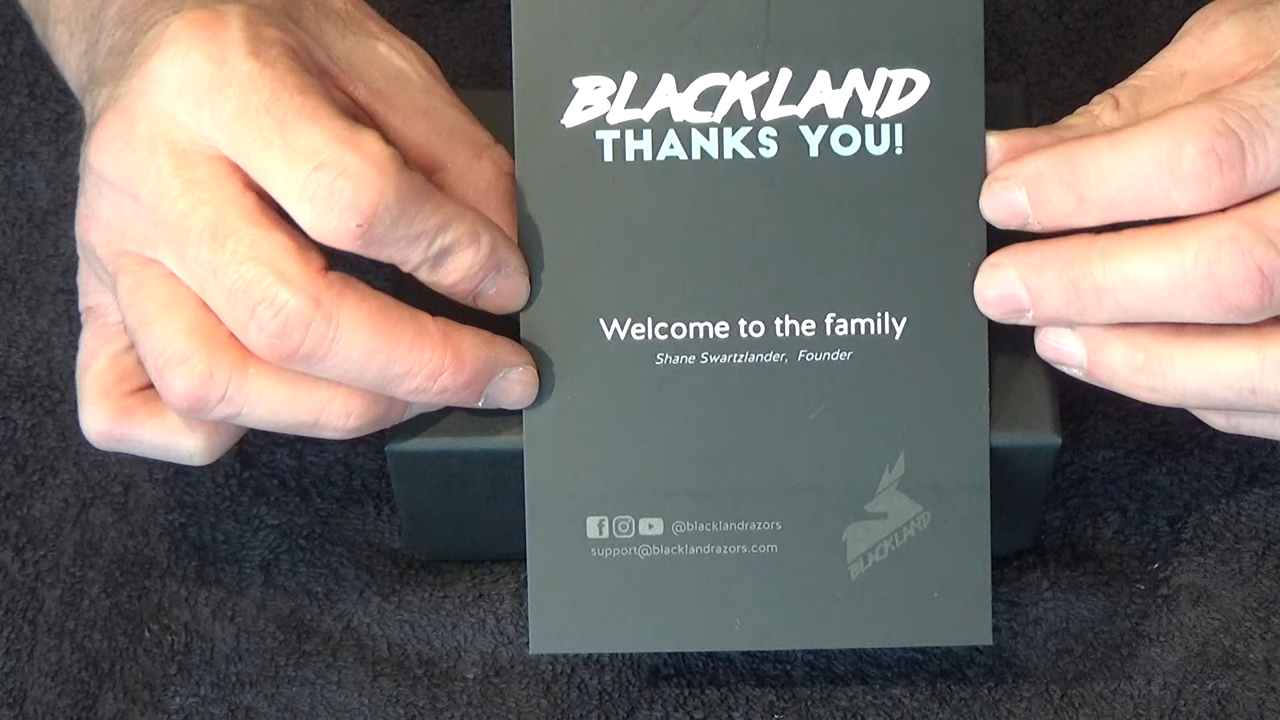 BLACKLAND
THANKS YOU!
Welcome to the family
Shane Swartzlander, Founder
@blacklandrazors
support@blacklandrazors.com
BLACKLAND